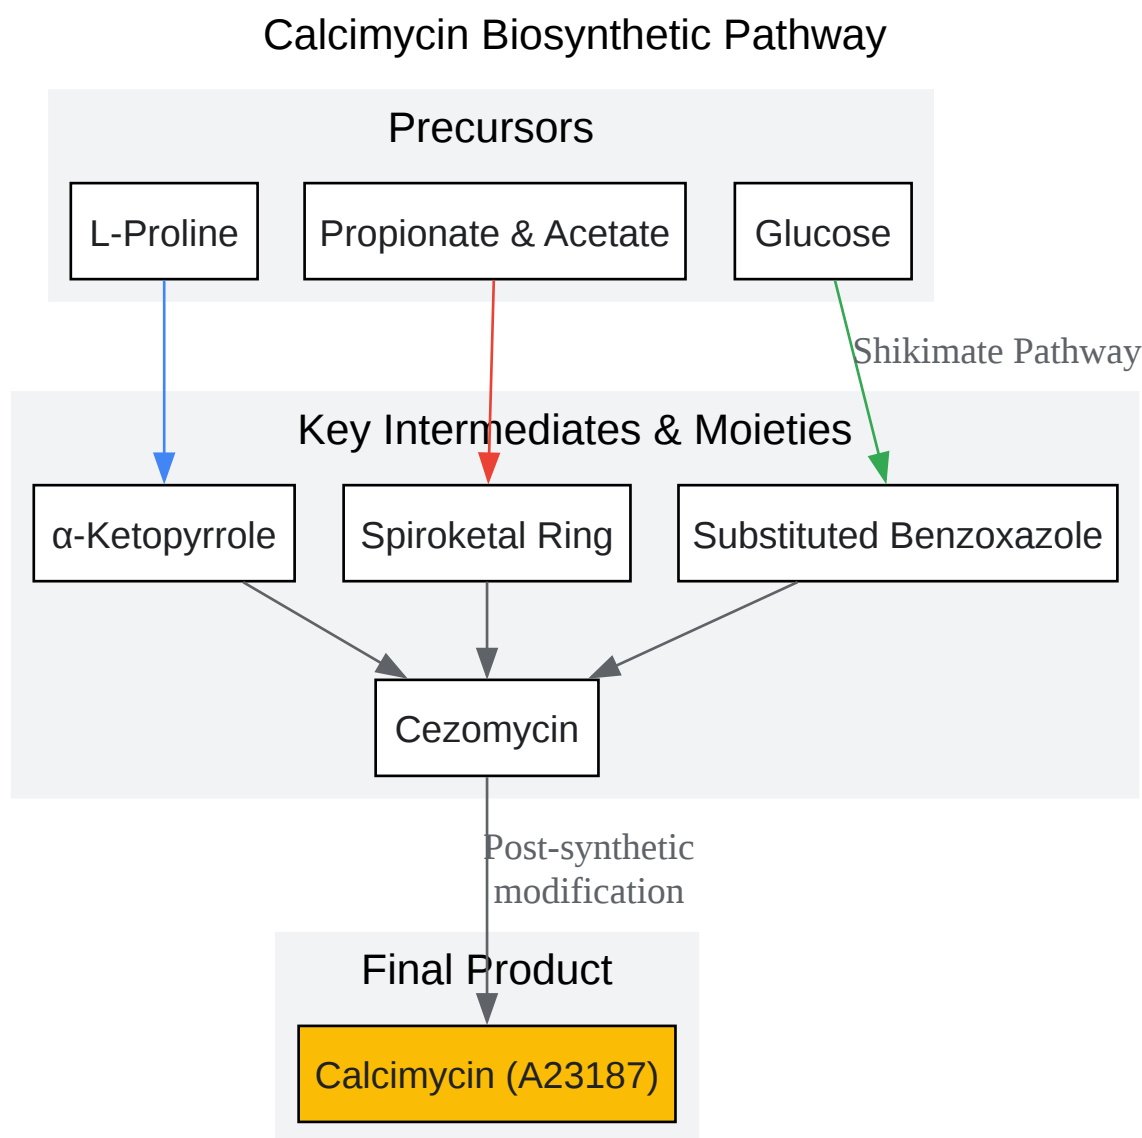 Calcimycin Biosynthetic Pathway
Precursors
L-Proline
Propionate & Acetate
Glucose
Shikimate Pathway
Key Intermediates & Moieties
α-Ketopyrrole
Spiroketal Ring
Substituted Benzoxazole
Cezomycin
Post-synthetic
modification
Final Product
Calcimycin (A23187)